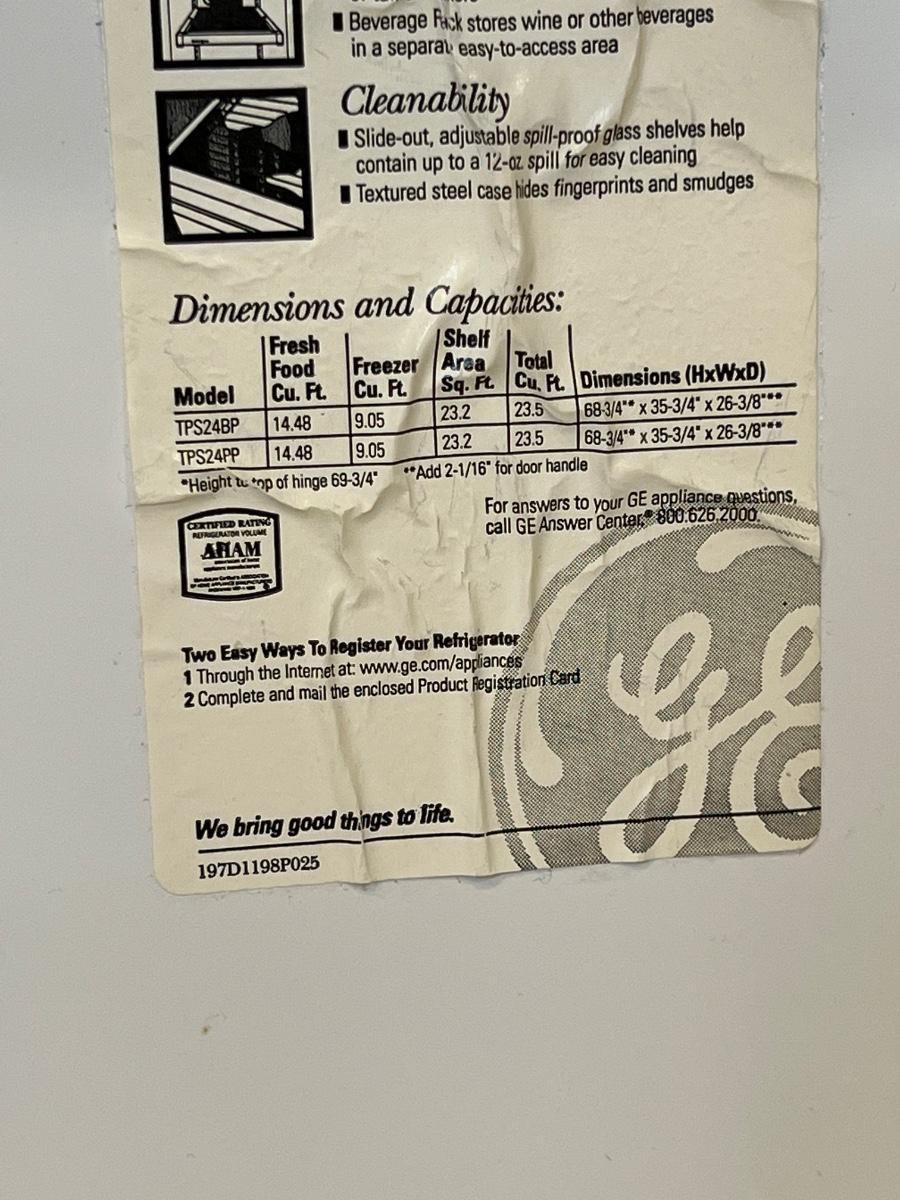 Beverage Rack stores wine or other beverages
in a separate easy-to-access area
Cleanability
Slide-out, adjustable spill-proof glass shelves help
contain up to a 12-oz. spill for easy cleaning
Textured steel case hides fingerprints and smudges
Dimensions and Capacities:
Model Fresh Food Cu. Ft. Freezer Cu. Ft. Shelf Area Sq. Ft. Total Cu. Ft. Dimensions (HxWxD)
TPS24BP 14.48 9.05 23.2 23.5 68-3/4"* x 35-3/4" x 26-3/8"**
TPS24PP 14.48 9.05 23.2 23.5 68-3/4"* x 35-3/4" x 26-3/8"**
*Height to top of hinge 69-3/4" **Add 2-1/16" for door handle
For answers to your GE appliance questions,
call GE Answer Center.® 800.626.2000.
CERTIFIED RATING
REFRIGERATOR VOLUME
AHAM
Two Easy Ways To Register Your Refrigerator
1 Through the Internet at: www.ge.com/appliances
2 Complete and mail the enclosed Product Registration Card
GE
We bring good things to life.
197D1198P025